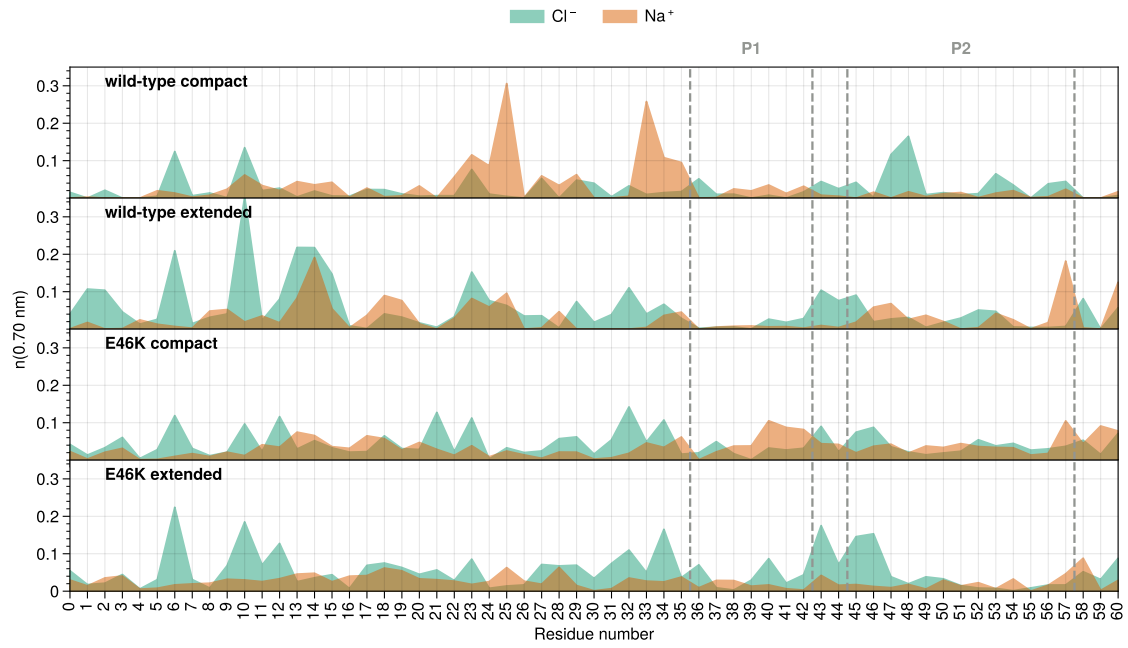 Cl⁻ Na⁺
P1 P2
wild-type compact
0.3
0.2
0.1
wild-type extended
0.3
0.2
0.1
E46K compact
0.3
0.2
0.1
E46K extended
0.3
0.2
0.1
0
n(0.70 nm)
0 1 2 3 4 5 6 7 8 9 10 11 12 13 14 15 16 17 18 19 20 21 22 23 24 25 26 27 28 29 30 31 32 33 34 35 36 37 38 39 40 41 42 43 44 45 46 47 48 49 50 51 52 53 54 55 56 57 58 59 60
Residue number